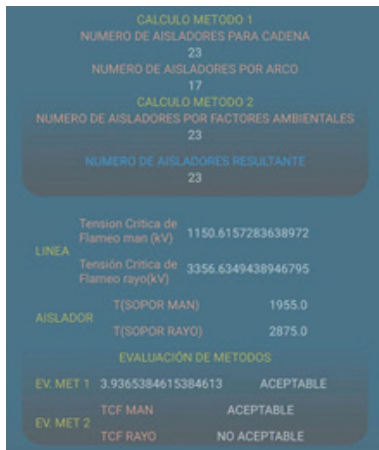 CALCULO METODO 1
NUMERO DE AISLADORES PARA CADENA
23
NUMERO DE AISLADORES POR ARCO
17
CALCULO METODO 2
NUMERO DE AISLADORES POR FACTORES AMBIENTALES
23
NUMERO DE AISLADORES RESULTANTE
23
LINEA
Tension Critica de
Flameo man (kV) 1150.6157283638972
Tensión Critica de
Flameo rayo(kV) 3356.6349438946795
AISLADOR
T(SOPOR MAN) 1955.0
T(SOPOR RAYO) 2875.0
EVALUACIÓN DE METODOS
EV. MET 1 3.9365384615384613 ACEPTABLE
EV. MET 2
TCF MAN ACEPTABLE
TCF RAYO NO ACEPTABLE